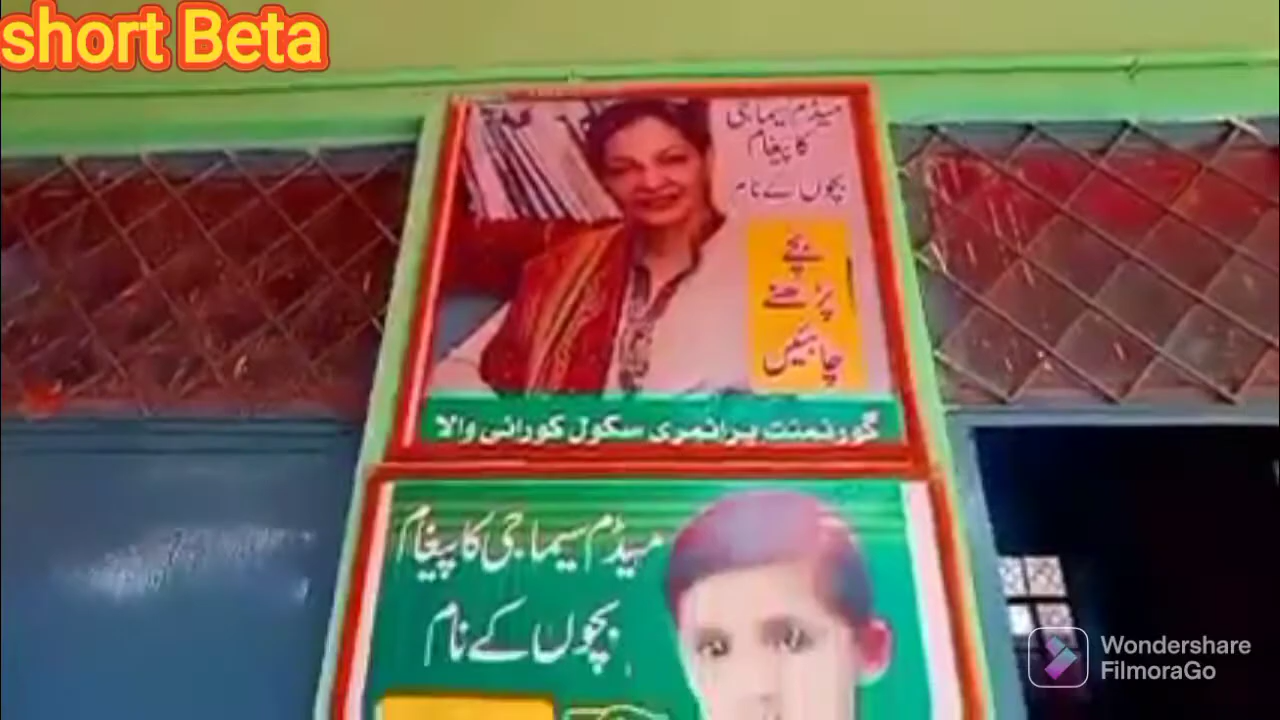 short Beta
میڈم سیما جی
کا پیغام
بچوں کے نام
بچے
پڑھنے
چاہئیں
گورنمنٹ پرائمری سکول کورائی والا
میڈم سیما جی کا پیغام
بچوں کے نام
Wondershare
FilmoraGo